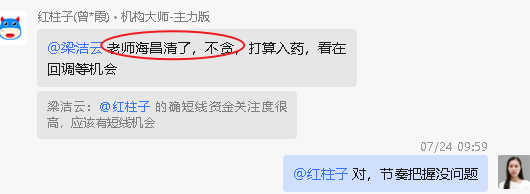 红柱子(曾*霞)·机构大师-主力版
@梁洁云 老师海昌清了，不贪，打算入药，看在
回调等机会
梁洁云：@红柱子 的确短线资金关注度很
高，应该有短线机会
07/24 09:59
@红柱子 对，节奏把握没问题